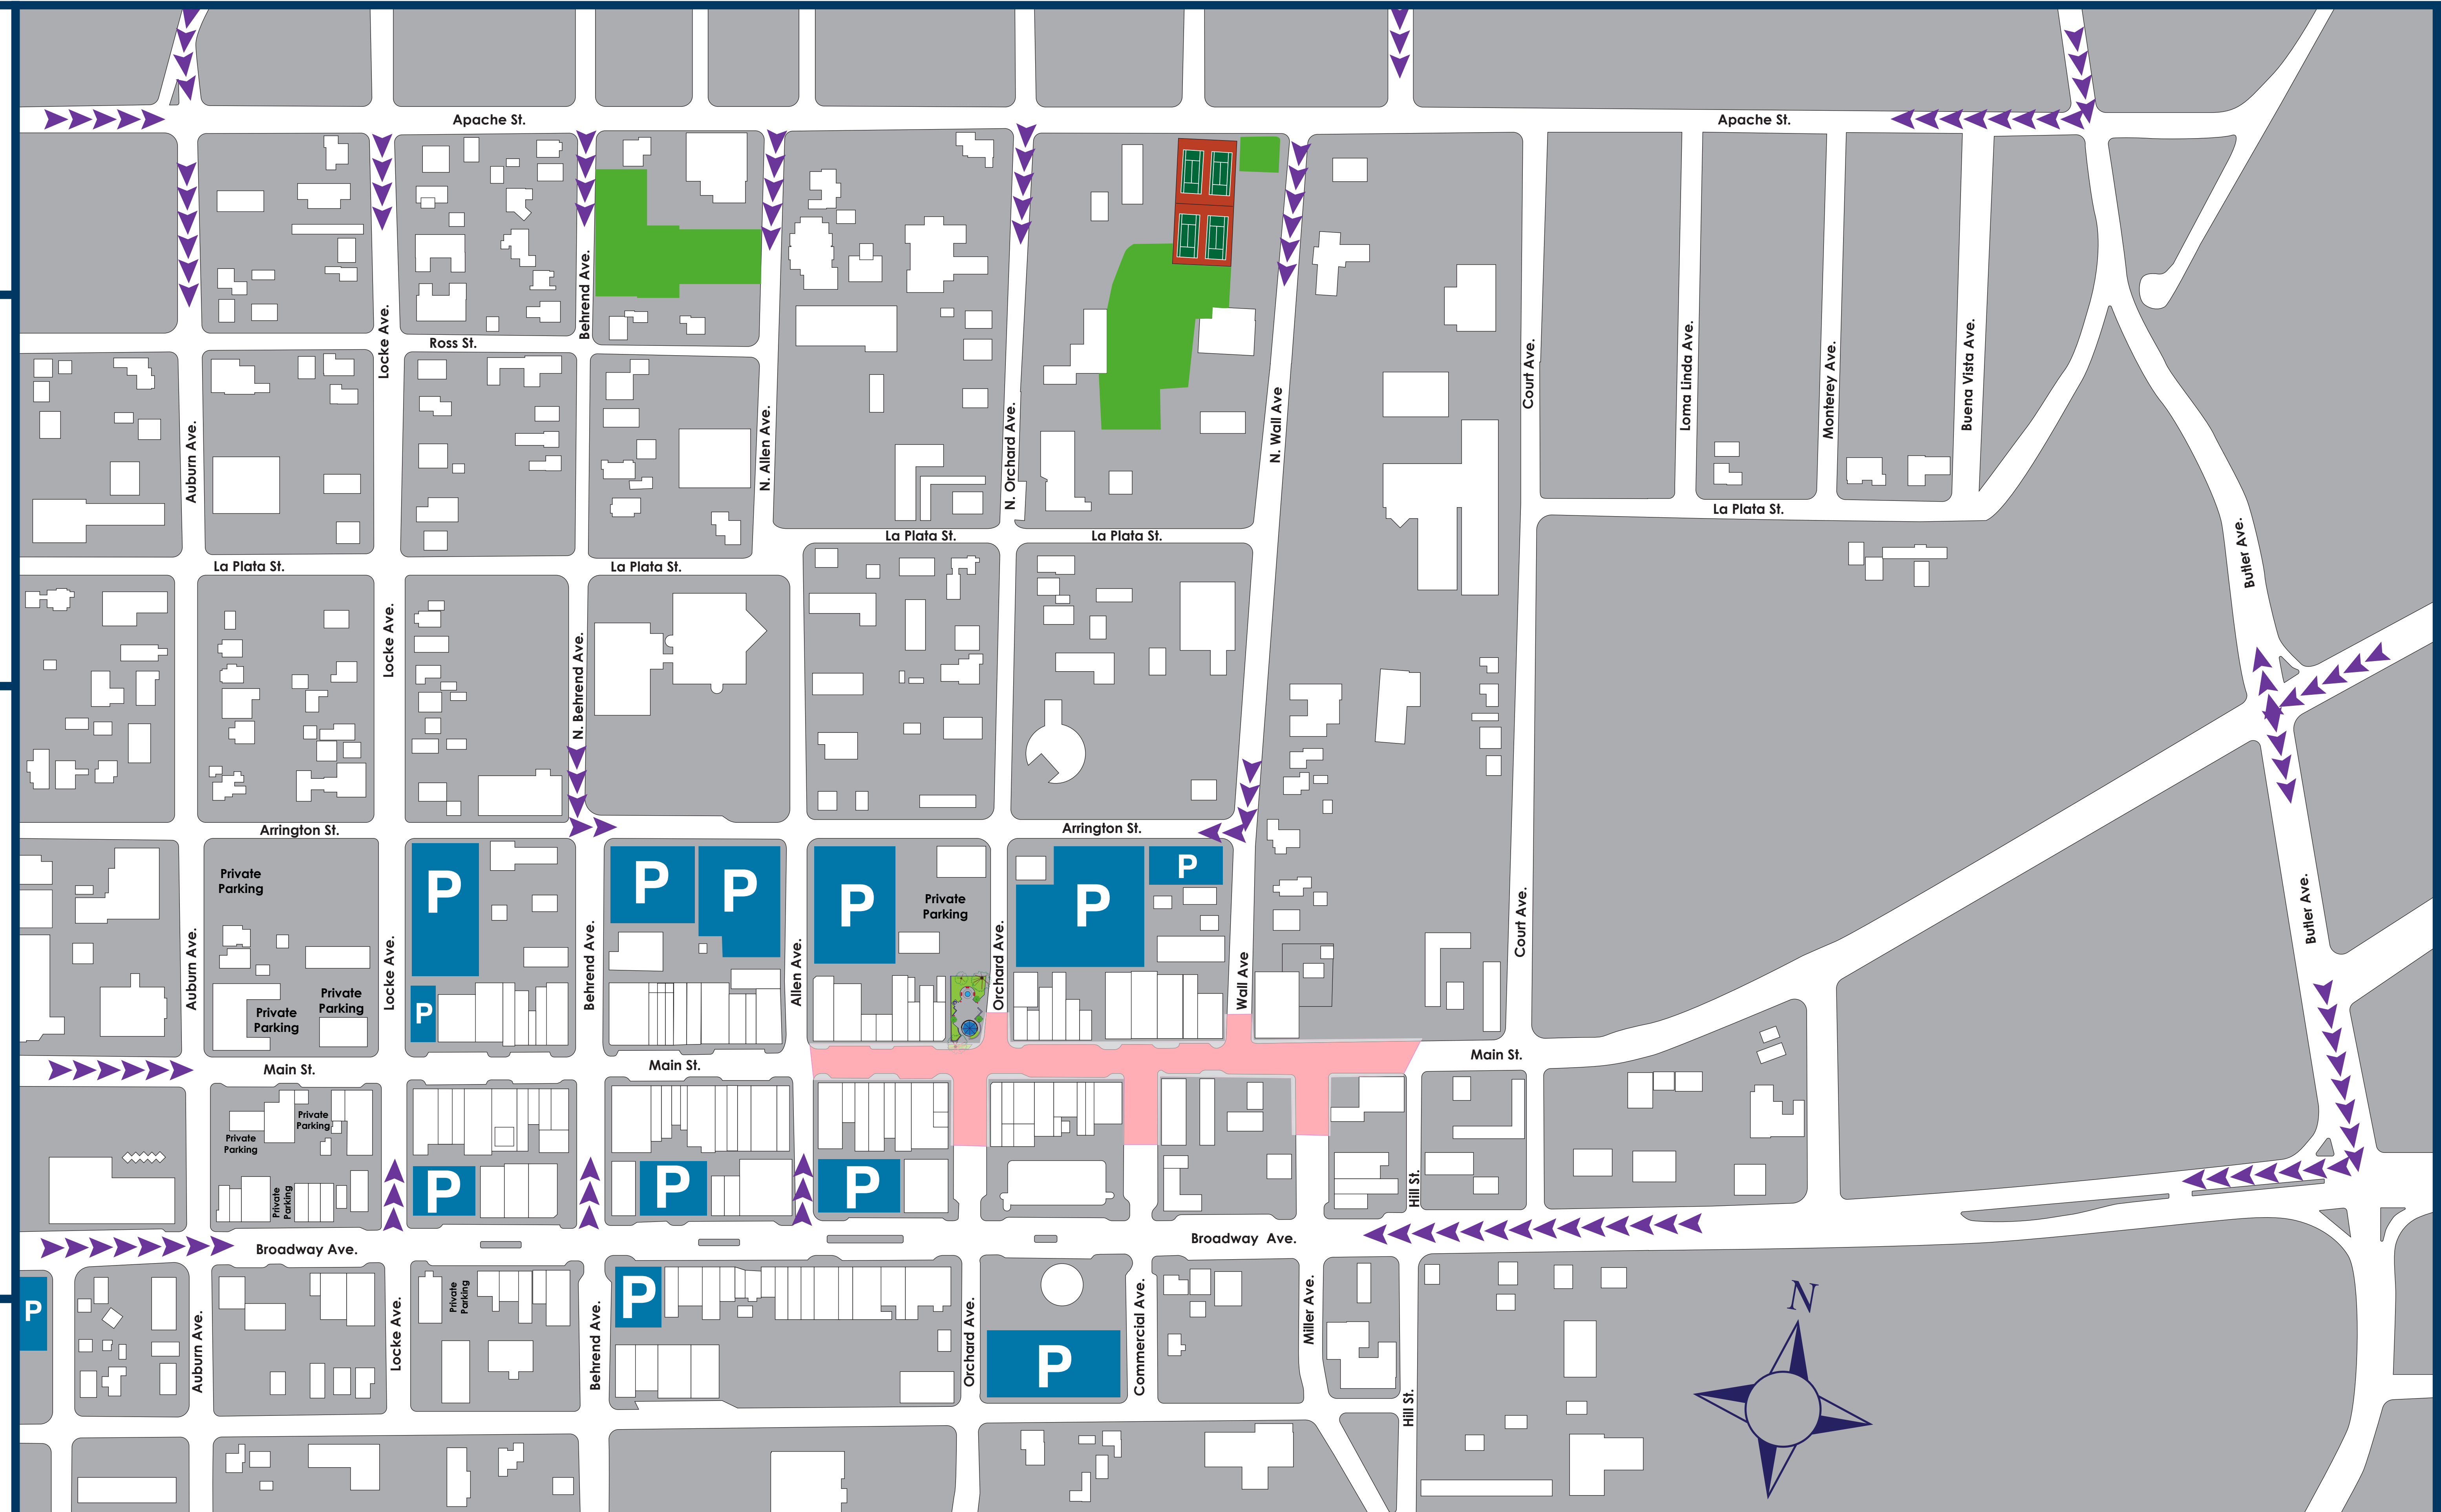 Apache St.
Apache St.
Ross St.
Locke Ave.
Behrend Ave.
Auburn Ave.
N. Allen Ave.
N. Orchard Ave.
N. Wall Ave
Court Ave.
Loma Linda Ave.
Monterey Ave.
Buena Vista Ave.
La Plata St.
La Plata St.
La Plata St.
La Plata St.
La Plata St.
Butler Ave.
Locke Ave.
N. Behrend Ave.
Arrington St.
Arrington St.
Private
Parking
P
P
P
P
P
P
Private
Parking
Auburn Ave.
Locke Ave.
Behrend Ave.
Allen Ave.
Orchard Ave.
Wall Ave
Court Ave.
Butler Ave.
Private
Parking
Private
Parking
P
Main St.
Main St.
Main St.
Private
Parking
Private
Parking
Private
Parking
P
P
P
Hill St.
Broadway Ave.
Broadway Ave.
P
Auburn Ave.
Locke Ave.
Private
Parking
Behrend Ave.
P
Orchard Ave.
P
Commercial Ave.
Miller Ave.
Hill St.
N